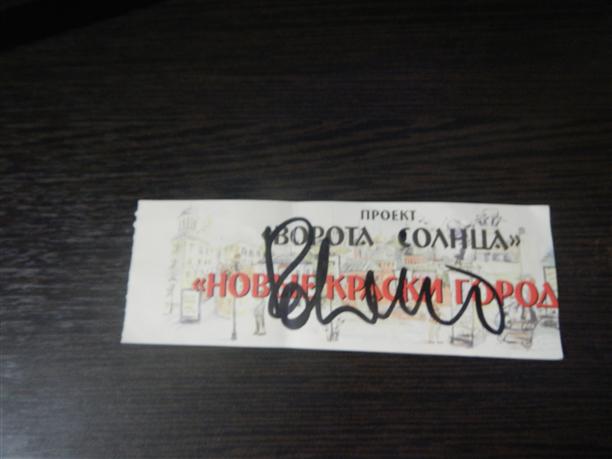 ПРОЕКТ
«ВОРОТА СОЛНЦА»
«НОВЫЕ КРАСКИ ГОРОД